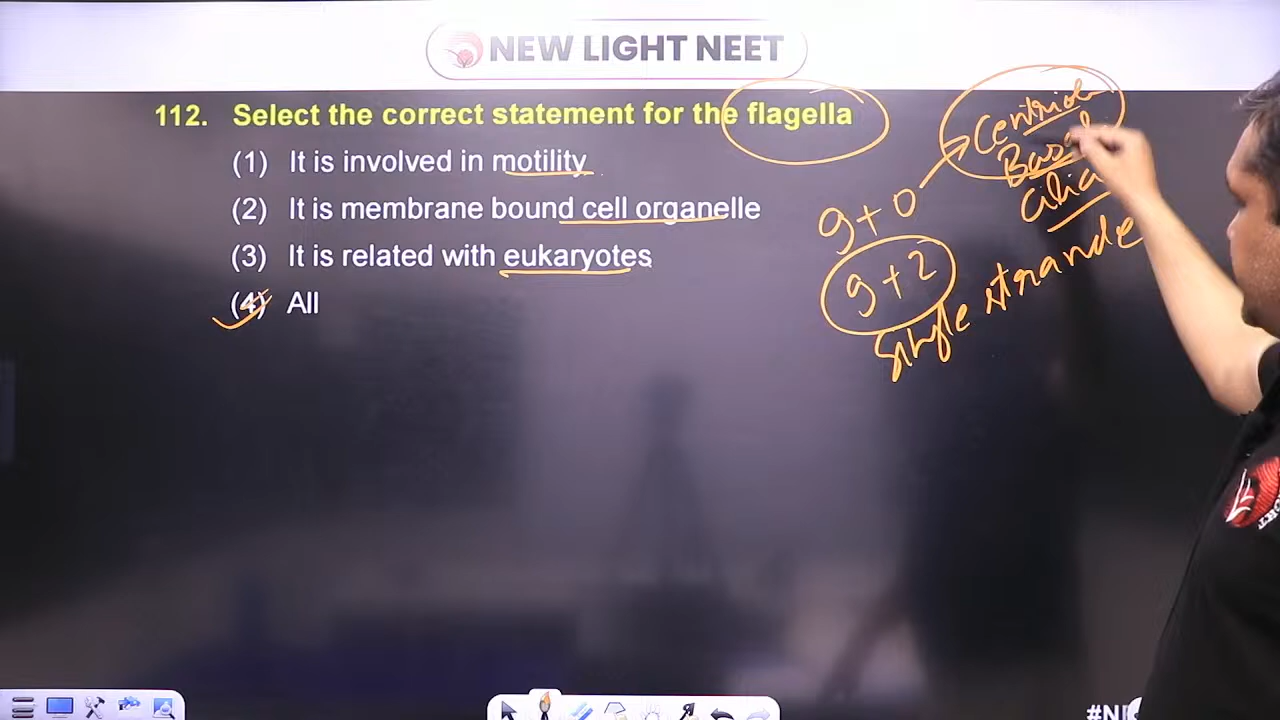 NEW LIGHT NEET
112. Select the correct statement for the flagella
(1) It is involved in motility
(2) It is membrane bound cell organelle
(3) It is related with eukaryotes
(4) All
Centriole
Basal
Cilia
9+0
9+2
Single strande